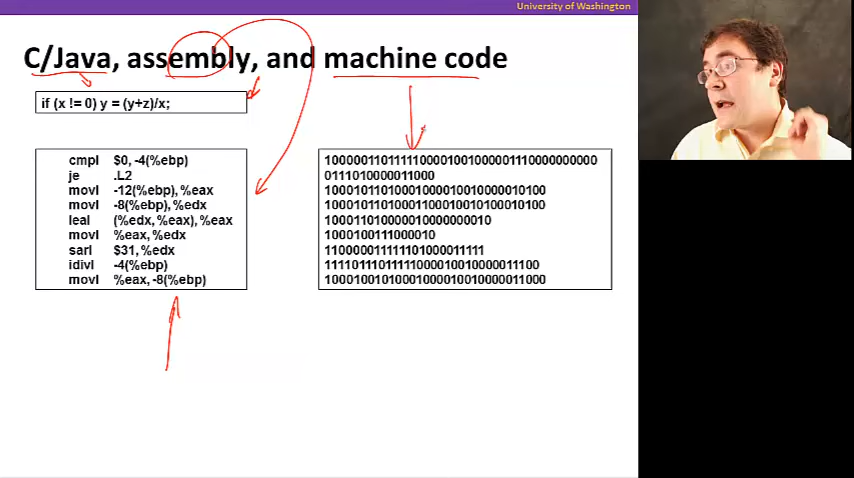 University of Washington
C/Java, assembly, and machine code
if (x != 0) y = (y+z)/x;
cmpl $0, -4(%ebp)
je .L2
movl -12(%ebp), %eax
movl -8(%ebp), %edx
leal (%edx, %eax), %eax
movl %eax, %edx
sarl $31, %edx
idivl -4(%ebp)
movl %eax, -8(%ebp)
1000001101111100001001000001110000000000
0111010000011000
10001011010001000010010000010100
10001011010001100010010100010100
100011010000010000000010
1000100111000010
110000011111101000011111
11110111011111000010010000011100
10001001010001000010010000011000